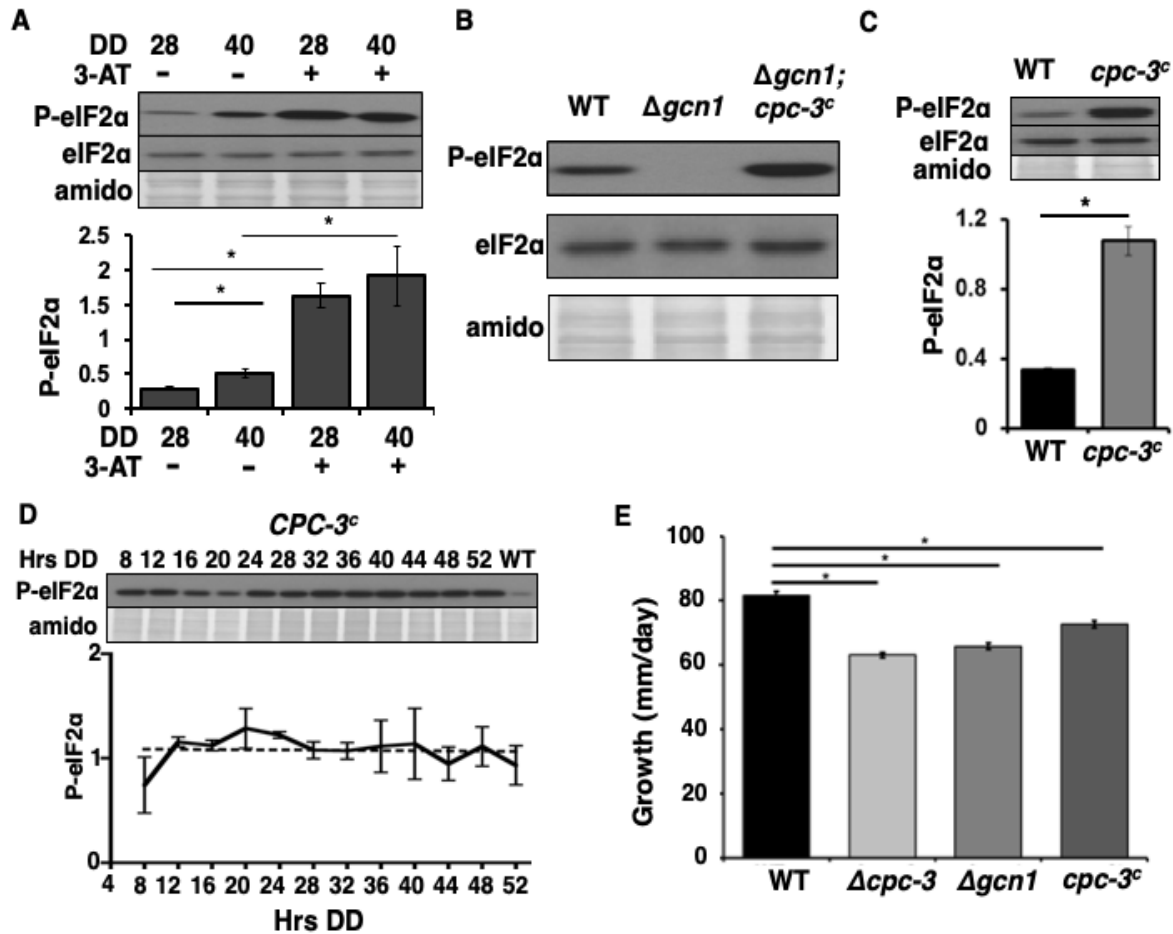 A
DD 28 40 28 40
3-AT - - + +
P-eIF2α
eIF2α
amido
* 
*
*
2.5
2
1.5
1
0.5
0
P-eIF2α
DD 28 40 28 40
3-AT - - + +
B
WT Δgcn1 Δgcn1;
cpc-3ᶜ
P-eIF2α
eIF2α
amido
C
WT cpc-3ᶜ
P-eIF2α
eIF2α
amido
*
1.2
0.8
0.4
0
P-eIF2α
WT cpc-3ᶜ
D
CPC-3ᶜ
Hrs DD 8 12 16 20 24 28 32 36 40 44 48 52 WT
P-eIF2α
amido
2
1
0
P-eIF2α
4 8 12 16 20 24 28 32 36 40 44 48 52
Hrs DD
E
*
*
*
100
80
60
40
20
0
Growth (mm/day)
WT Δcpc-3 Δgcn1 cpc-3ᶜ